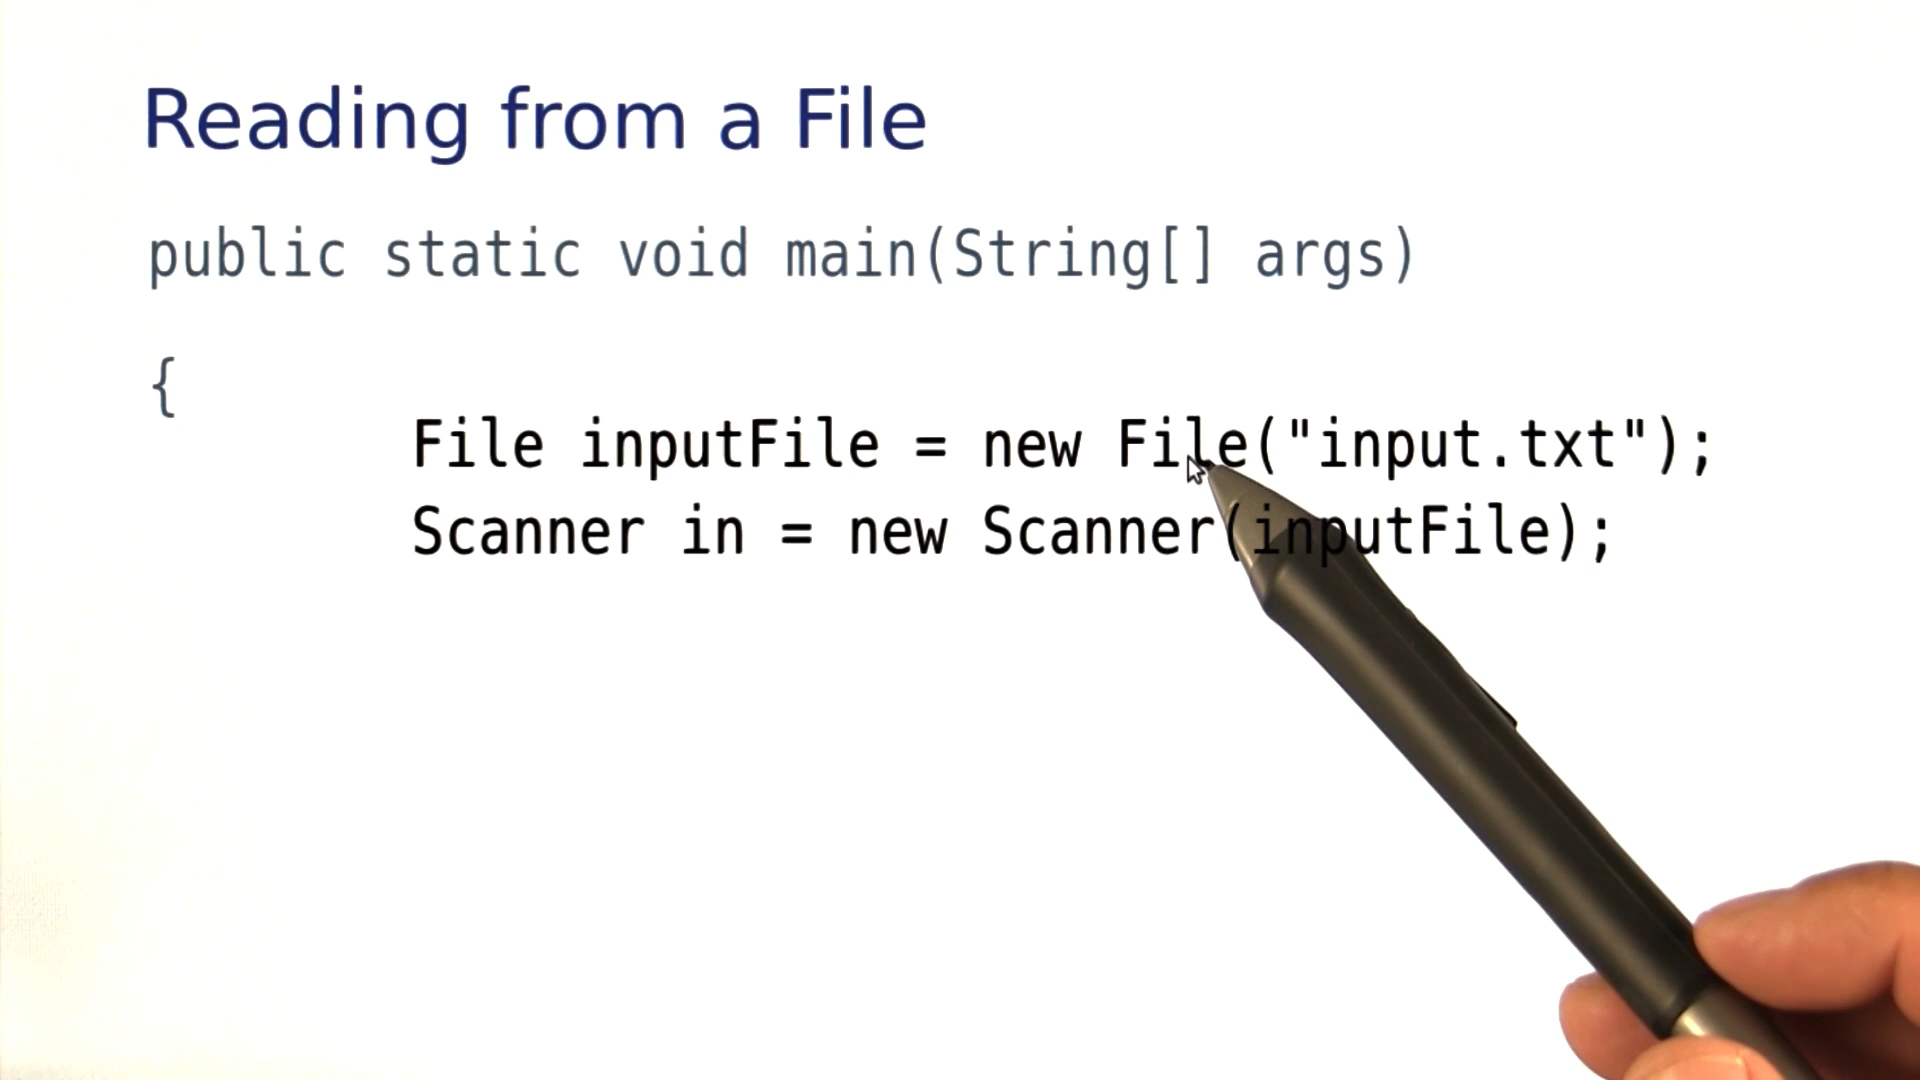 Reading from a File
public static void main(String[] args)
{
File inputFile = new File("input.txt");
Scanner in = new Scanner(inputFile);